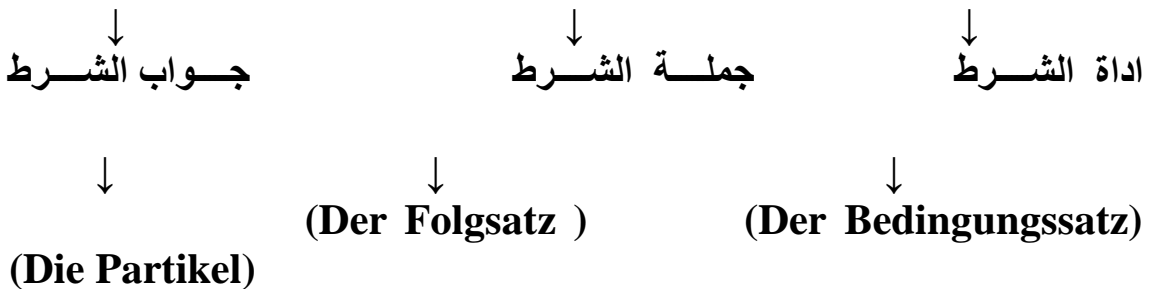 ↓ ↓ ↓
اداة الشـــرط جملـــة الشـــرط جـــواب الشـــرط
↓ ↓ ↓
(Der Folgsatz ) (Der Bedingungssatz)
(Die Partikel)